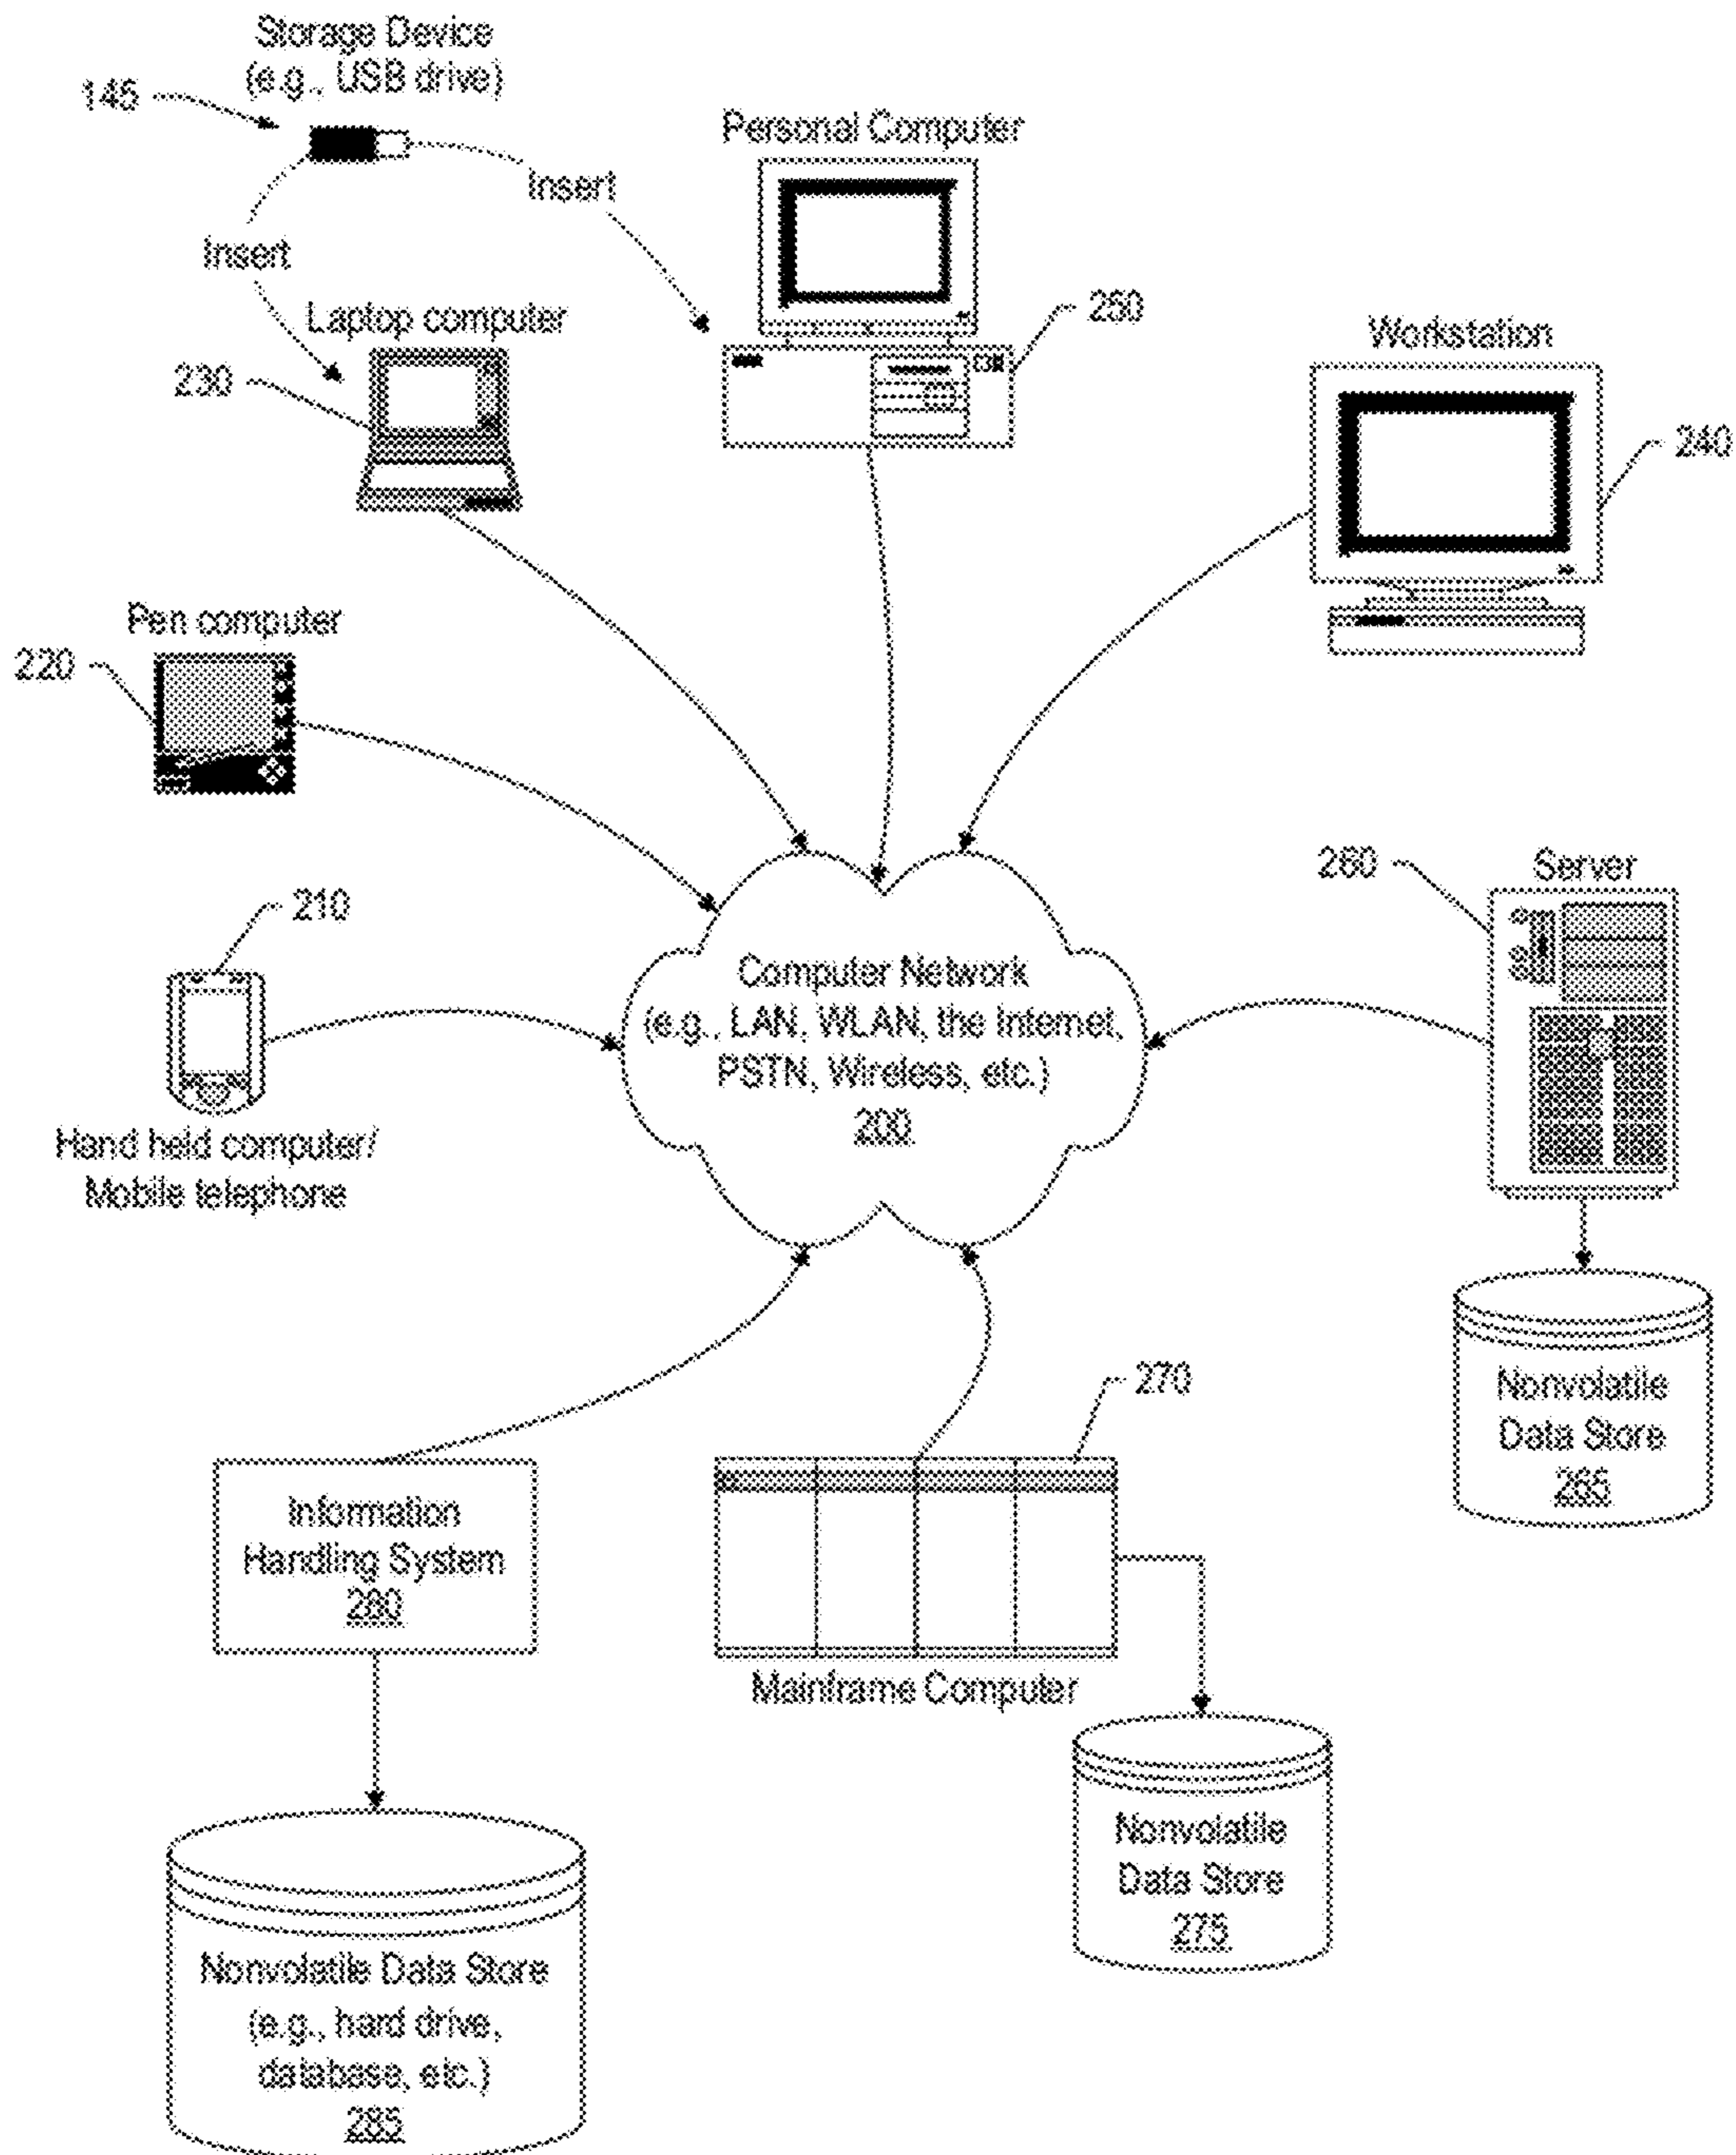 Storage Device
(e.g., USB drive)
145
Insert
Insert
Personal Computer
250
Laptop computer
230
Workstation
240
Pen computer
220
210
Hand held computer/
Mobile telephone
Computer Network
(e.g., LAN, WLAN, the Internet,
PSTN, Wireless, etc.)
200
260
Server
Nonvolatile
Data Store
265
270
Mainframe Computer
Nonvolatile
Data Store
275
Information
Handling System
280
Nonvolatile Data Store
(e.g., hard drive,
database, etc.)
285